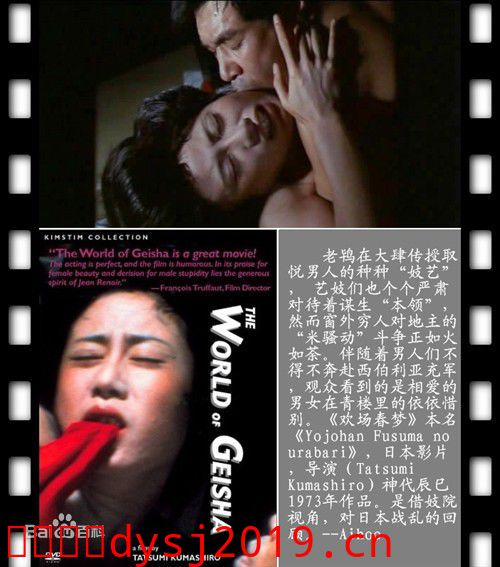 KIMSTIM COLLECTION
"The World of Geisha is a great movie!
The acting is perfect, and the film is humorous. In its praise for
female beauty and derision for male stupidity lies the generous
spirit of Jean Renoir."
—François Truffaut, Film Director
THE
WORLD OF GEISHA
a film by
TATSUMI KUMASHIRO
DVD
老鸨在大肆传授取
悦男人的种种“妓艺”
，艺妓们也个个严肃
对待着谋生“本领”，
然而窗外穷人对地主的
“米骚动”斗争正如火
如荼。伴随着男人们不
得不奔赴西伯利亚充军
，观众看到的是相爱的
男女在青楼里的依依惜
别。《欢场春梦》本名
《Yojohan Fusuma no
urabari》，日本影片
，导演（Tatsumi
Kumashiro）神代辰巳
1973年作品。是借妓院
视角，对日本战乱的回
顾。--Aihop
Bai百科
dysj2019.cn